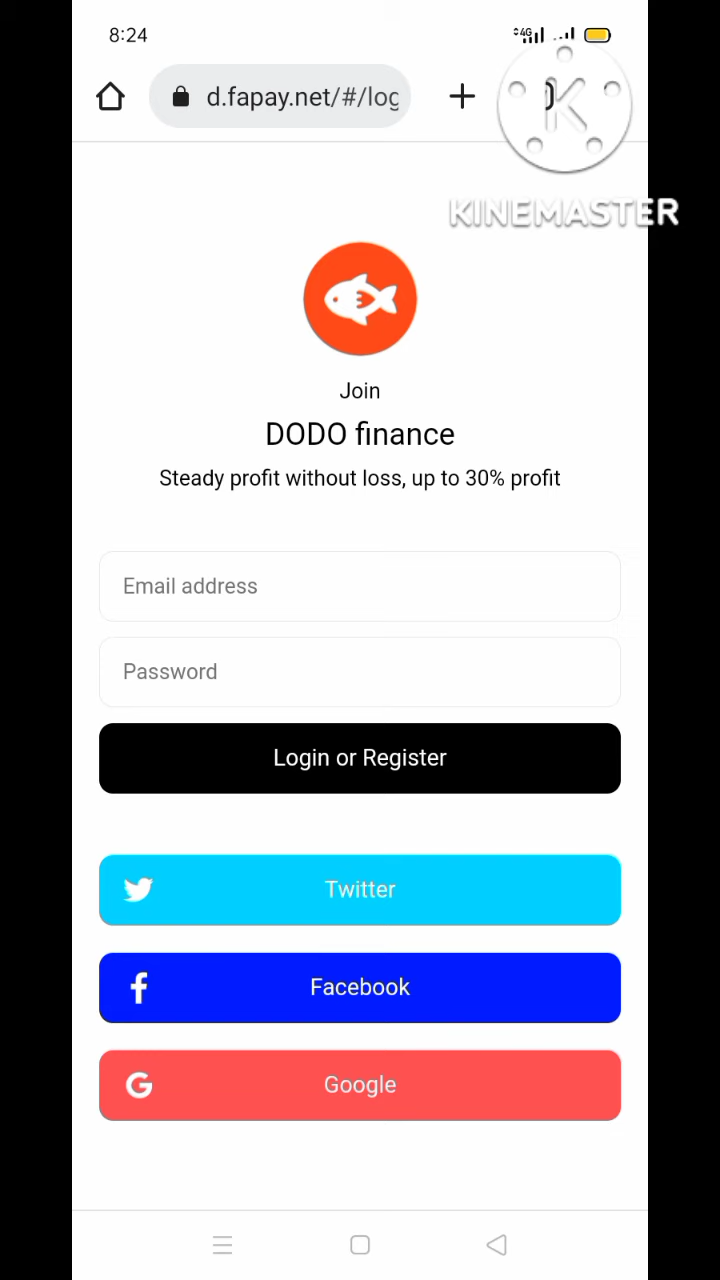 8:24
4G
d.fapay.net/#/log
KINEMASTER
Join
DODO finance
Steady profit without loss, up to 30% profit
Email address
Password
Login or Register
Twitter
Facebook
Google